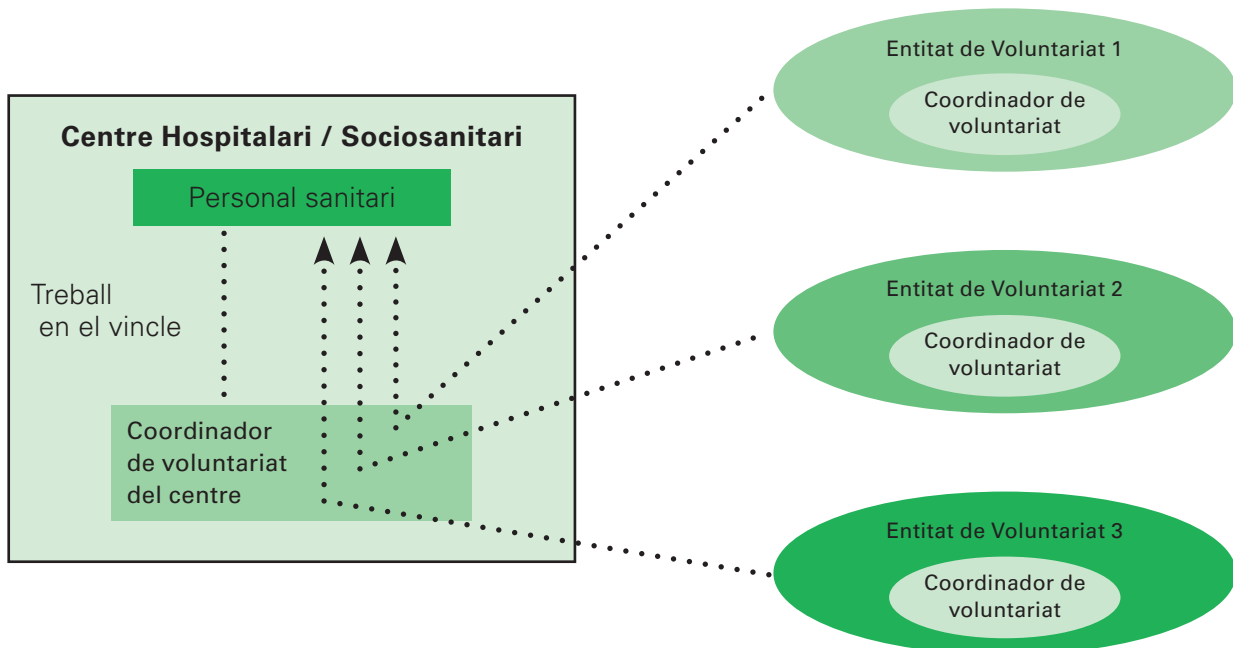 Centre Hospitalari / Sociosanitari
Personal sanitari
Treball
en el vincle
Coordinador
de voluntariat
del centre
Entitat de Voluntariat 1
Coordinador de
voluntariat
Entitat de Voluntariat 2
Coordinador de
voluntariat
Entitat de Voluntariat 3
Coordinador de
voluntariat